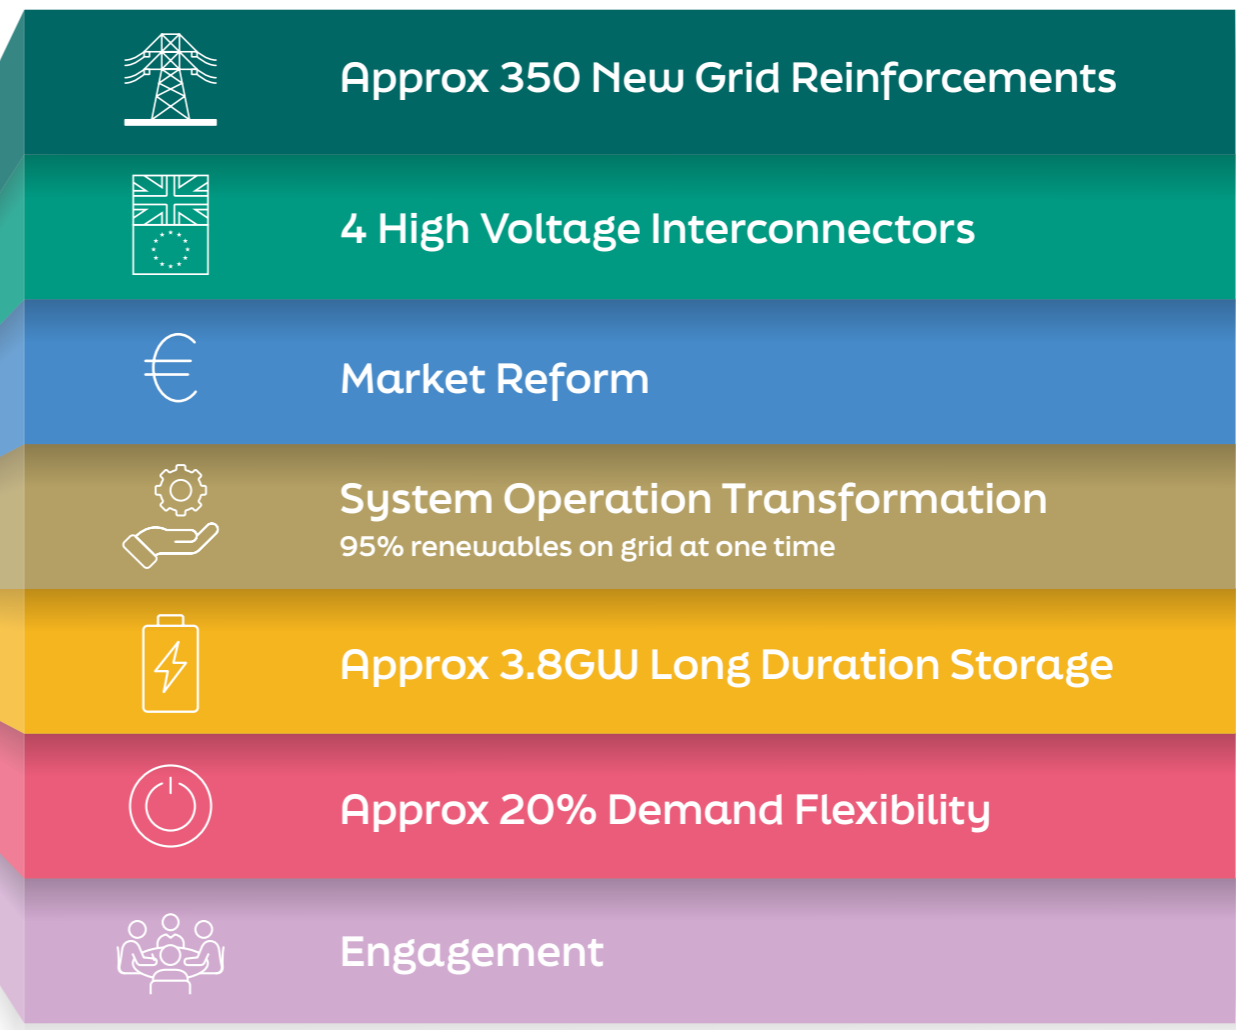 Approx 350 New Grid Reinforcements
4 High Voltage Interconnectors
€
Market Reform
System Operation Transformation
95% renewables on grid at one time
Approx 3.8GW Long Duration Storage
Approx 20% Demand Flexibility
Engagement